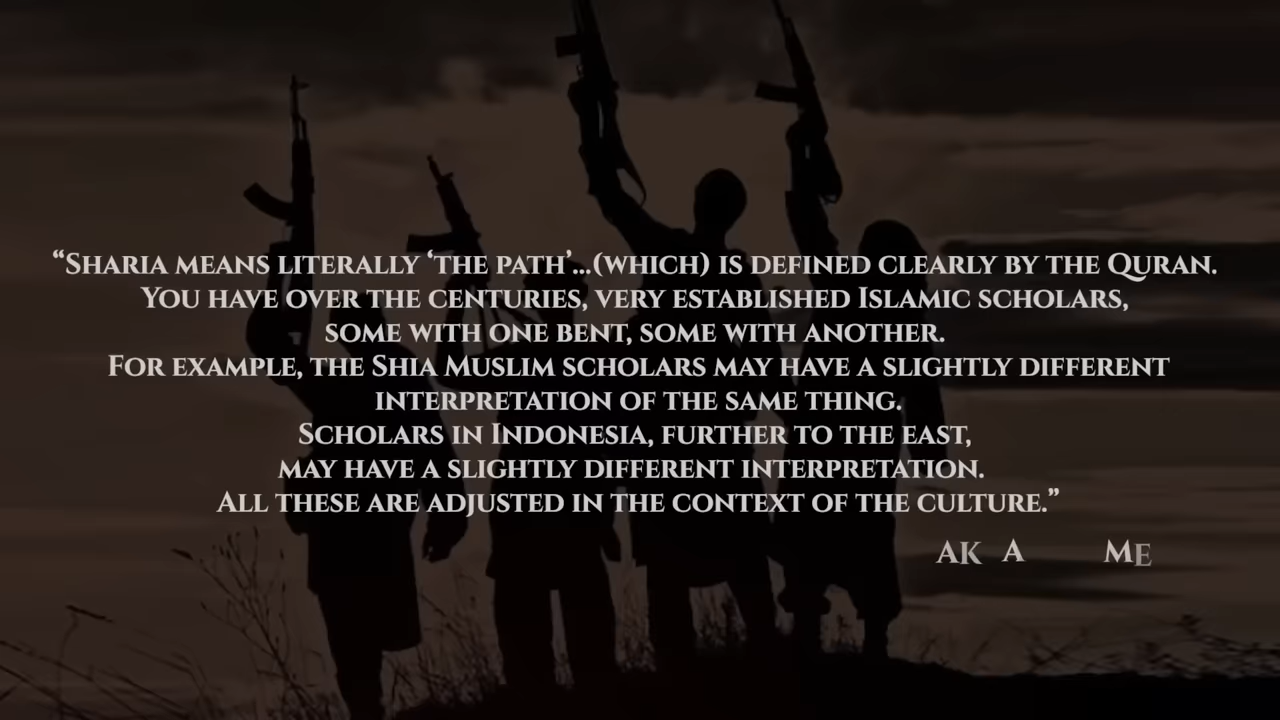 “Sharia means literally ‘the path’...(which) is defined clearly by the Quran.
You have over the centuries, very established Islamic scholars,
some with one bent, some with another.
For example, the Shia Muslim scholars may have a slightly different
interpretation of the same thing.
Scholars in Indonesia, further to the east,
may have a slightly different interpretation.
All these are adjusted in the context of the culture.”